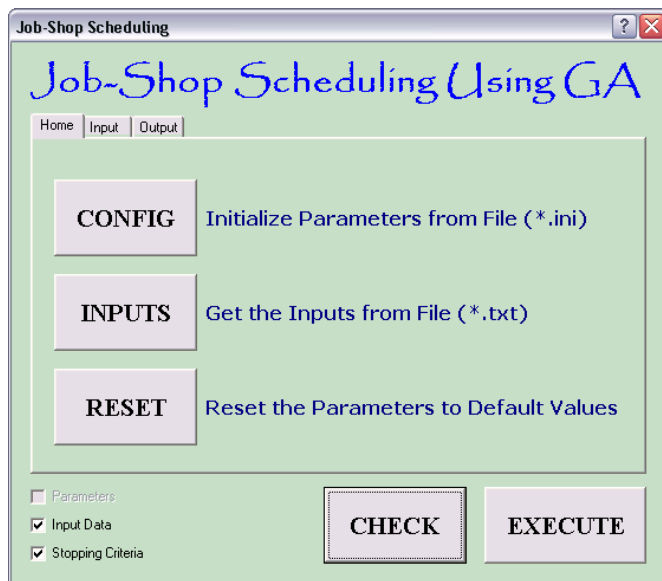 Job-Shop Scheduling
Job-Shop Scheduling Using GA
Home Input Output
CONFIG Initialize Parameters from File (*.ini)
INPUTS Get the Inputs from File (*.txt)
RESET Reset the Parameters to Default Values
Parameters
Input Data
Stopping Criteria
CHECK EXECUTE